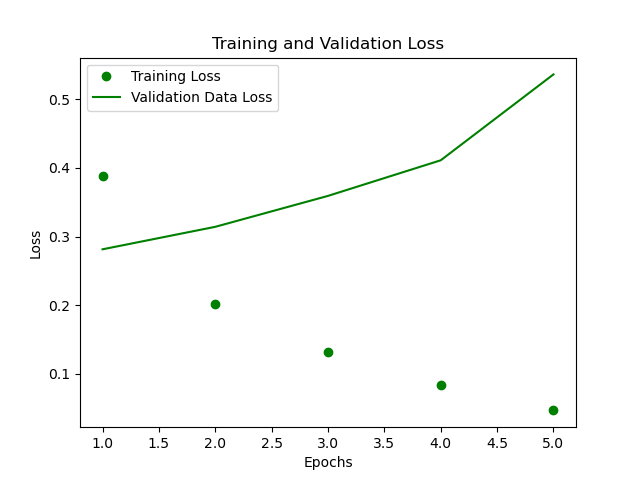 Training and Validation Loss
Training Loss
Validation Data Loss
0.5
0.4
0.3
0.2
0.1
Loss
1.0 1.5 2.0 2.5 3.0 3.5 4.0 4.5 5.0
Epochs